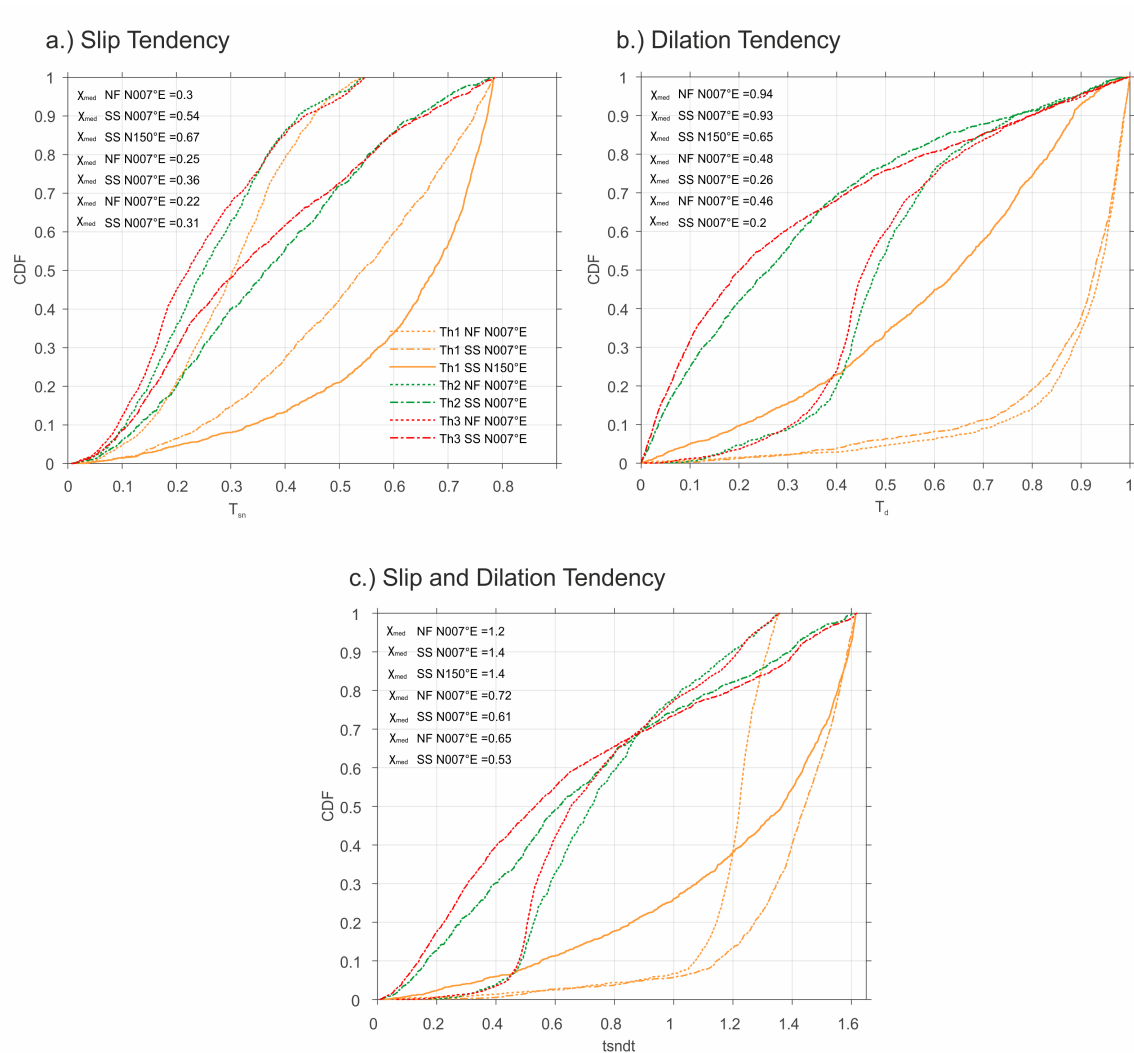 a.) Slip Tendency
1
0.9
0.8
0.7
0.6
0.5
0.4
0.3
0.2
0.1
0
CDF
χmed NF N007°E =0.3
χmed SS N007°E =0.54
χmed SS N150°E =0.67
χmed NF N007°E =0.25
χmed SS N007°E =0.36
χmed NF N007°E =0.22
χmed SS N007°E =0.31
Th1 NF N007°E
Th1 SS N007°E
Th1 SS N150°E
Th2 NF N007°E
Th2 SS N007°E
Th3 NF N007°E
Th3 SS N007°E
0 0.1 0.2 0.3 0.4 0.5 0.6 0.7 0.8
Tsn
b.) Dilation Tendency
1
0.9
0.8
0.7
0.6
0.5
0.4
0.3
0.2
0.1
0
CDF
χmed NF N007°E =0.94
χmed SS N007°E =0.93
χmed SS N150°E =0.65
χmed NF N007°E =0.48
χmed SS N007°E =0.26
χmed NF N007°E =0.46
χmed SS N007°E =0.2
0 0.1 0.2 0.3 0.4 0.5 0.6 0.7 0.8 0.9 1
Td
c.) Slip and Dilation Tendency
1
0.9
0.8
0.7
0.6
0.5
0.4
0.3
0.2
0.1
0
CDF
χmed NF N007°E =1.2
χmed SS N007°E =1.4
χmed SS N150°E =1.4
χmed NF N007°E =0.72
χmed SS N007°E =0.61
χmed NF N007°E =0.65
χmed SS N007°E =0.53
0 0.2 0.4 0.6 0.8 1 1.2 1.4 1.6
tsndt